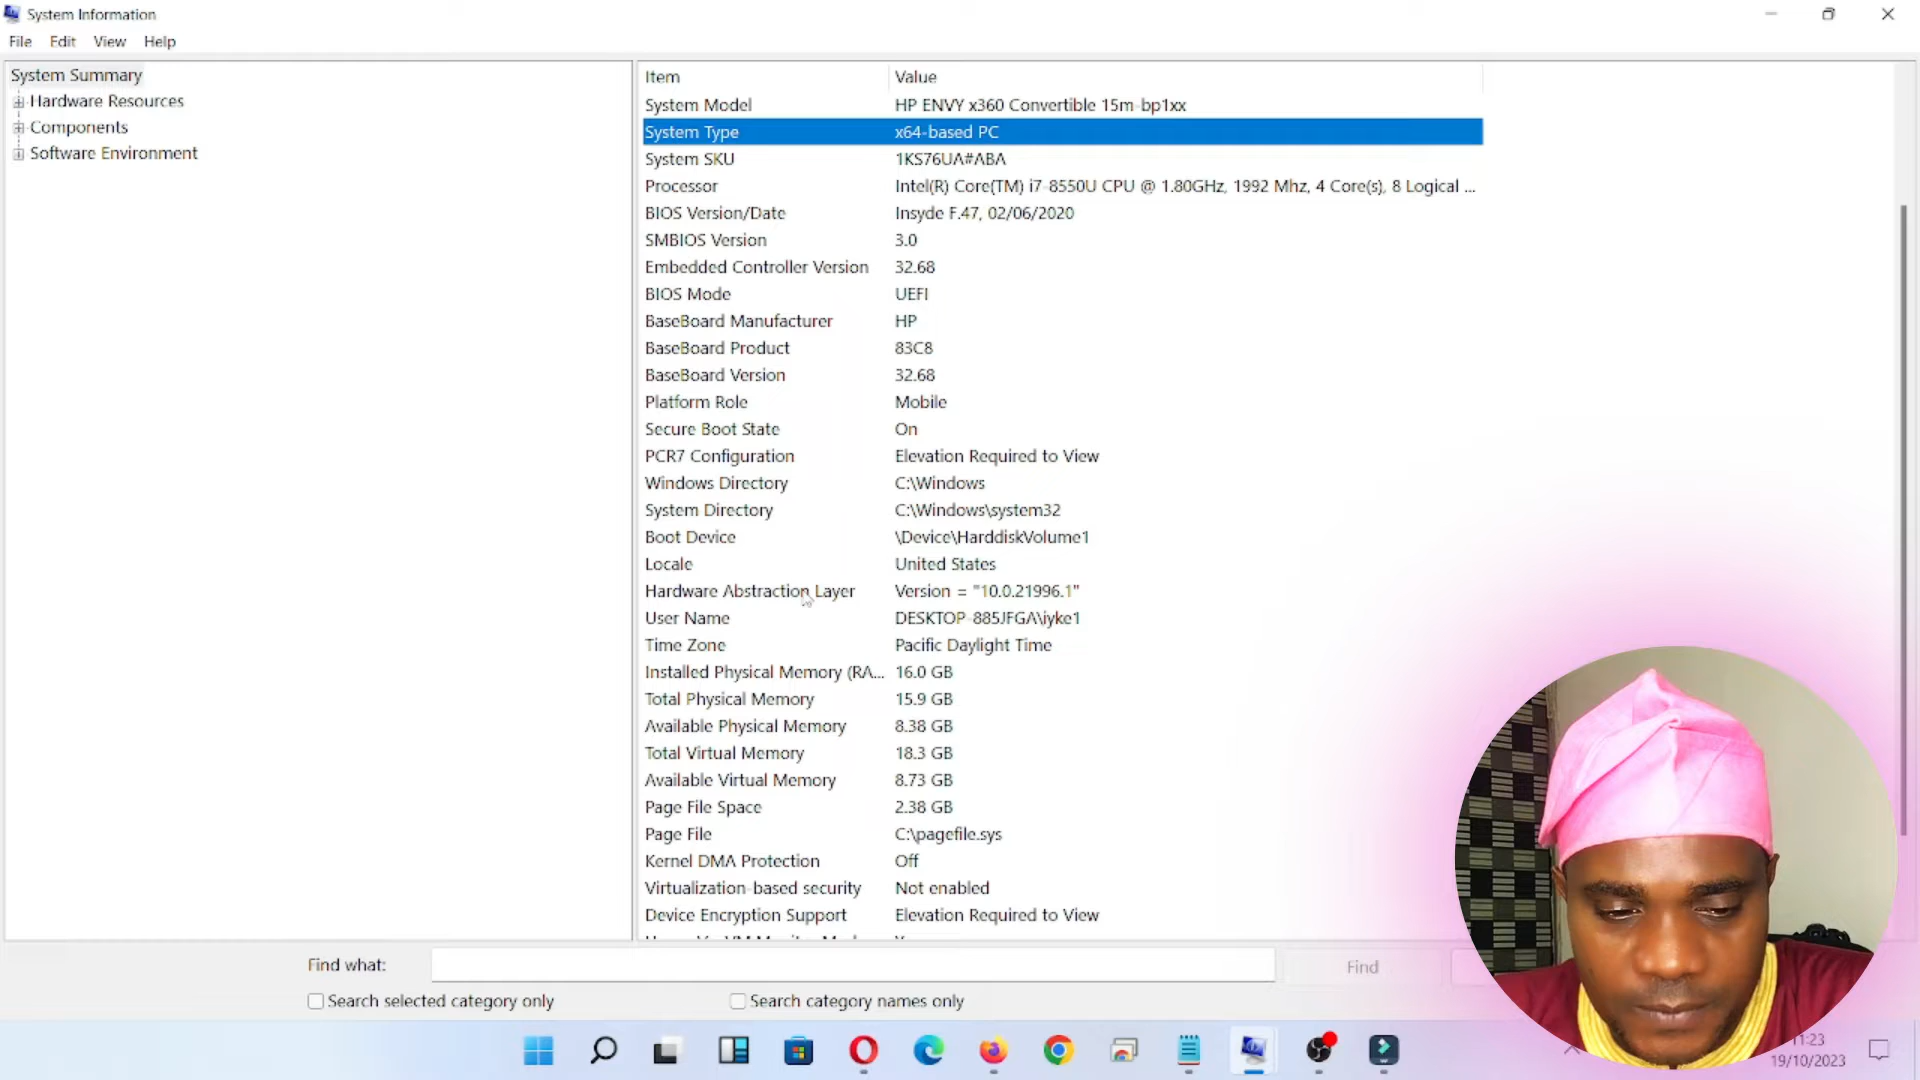 System Information
File Edit View Help
System Summary
Hardware Resources
Components
Software Environment
Item Value
System Model HP ENVY x360 Convertible 15m-bp1xx
System Type x64-based PC
System SKU 1KS76UA#ABA
Processor Intel(R) Core(TM) i7-8550U CPU @ 1.80GHz, 1992 Mhz, 4 Core(s), 8 Logical ...
BIOS Version/Date Insyde F.47, 02/06/2020
SMBIOS Version 3.0
Embedded Controller Version 32.68
BIOS Mode UEFI
BaseBoard Manufacturer HP
BaseBoard Product 83C8
BaseBoard Version 32.68
Platform Role Mobile
Secure Boot State On
PCR7 Configuration Elevation Required to View
Windows Directory C:\Windows
System Directory C:\Windows\system32
Boot Device \Device\HarddiskVolume1
Locale United States
Hardware Abstraction Layer Version = "10.0.21996.1"
User Name DESKTOP-885JFGA\iyke1
Time Zone Pacific Daylight Time
Installed Physical Memory (RA... 16.0 GB
Total Physical Memory 15.9 GB
Available Physical Memory 8.38 GB
Total Virtual Memory 18.3 GB
Available Virtual Memory 8.73 GB
Page File Space 2.38 GB
Page File C:\pagefile.sys
Kernel DMA Protection Off
Virtualization-based security Not enabled
Device Encryption Support Elevation Required to View
Find what: Find
Search selected category only Search category names only
11:23
19/10/2023